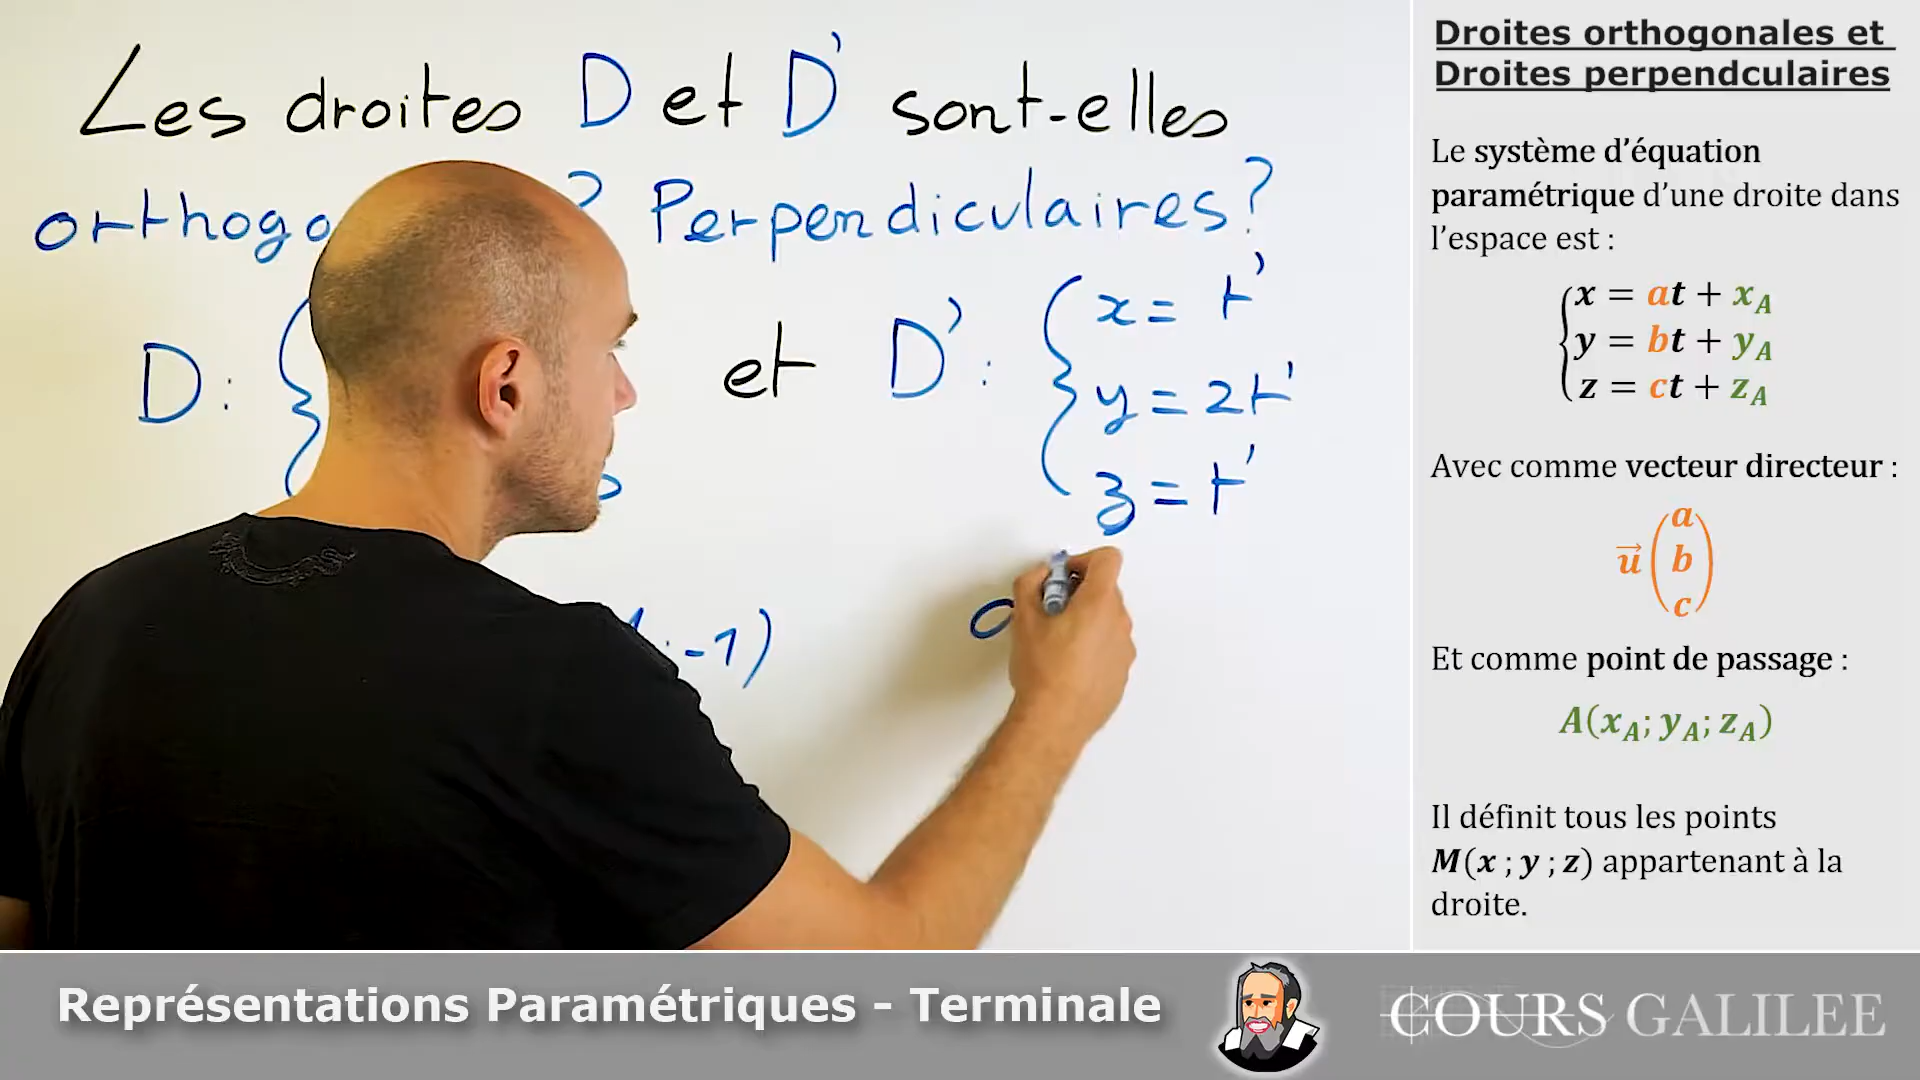 Les droites D et D' sont-elles
? Perpendiculaires?
D: et D': x = t'
y = 2t'
z = t'
; -1)
Droites orthogonales et
Droites perpendculaires
Le système d'équation
paramétrique d'une droite dans
l'espace est :
x = at + x_A
y = bt + y_A
z = ct + z_A
Avec comme vecteur directeur :
u⃗ (a
b
c)
Et comme point de passage :
A(x_A; y_A; z_A)
Il définit tous les points
M(x ; y ; z) appartenant à la
droite.
Représentations Paramétriques - Terminale
COURS GALILEE